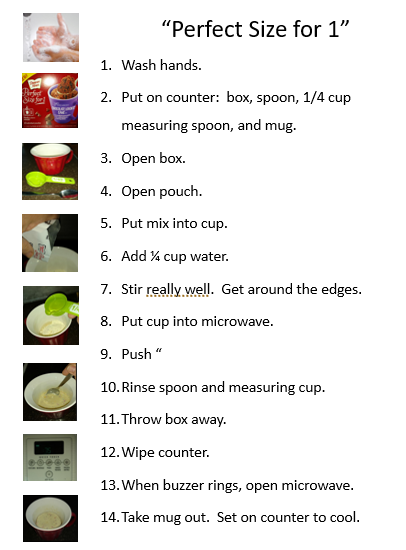 “Perfect Size for 1”
1. Wash hands.
2. Put on counter: box, spoon, 1/4 cup
measuring spoon, and mug.
3. Open box.
4. Open pouch.
5. Put mix into cup.
6. Add ¼ cup water.
7. Stir really well. Get around the edges.
8. Put cup into microwave.
9. Push “
10. Rinse spoon and measuring cup.
11. Throw box away.
12. Wipe counter.
13. When buzzer rings, open microwave.
14. Take mug out. Set on counter to cool.
Perfect
Size for 1